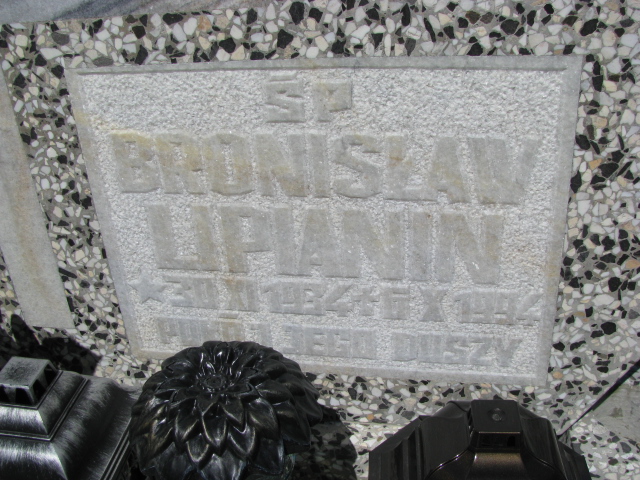 ŚP
BRONISŁAW
LIPIANIN
★ 30 XI 1934 + 6 X 1994
POKÓJ JEGO DUSZY